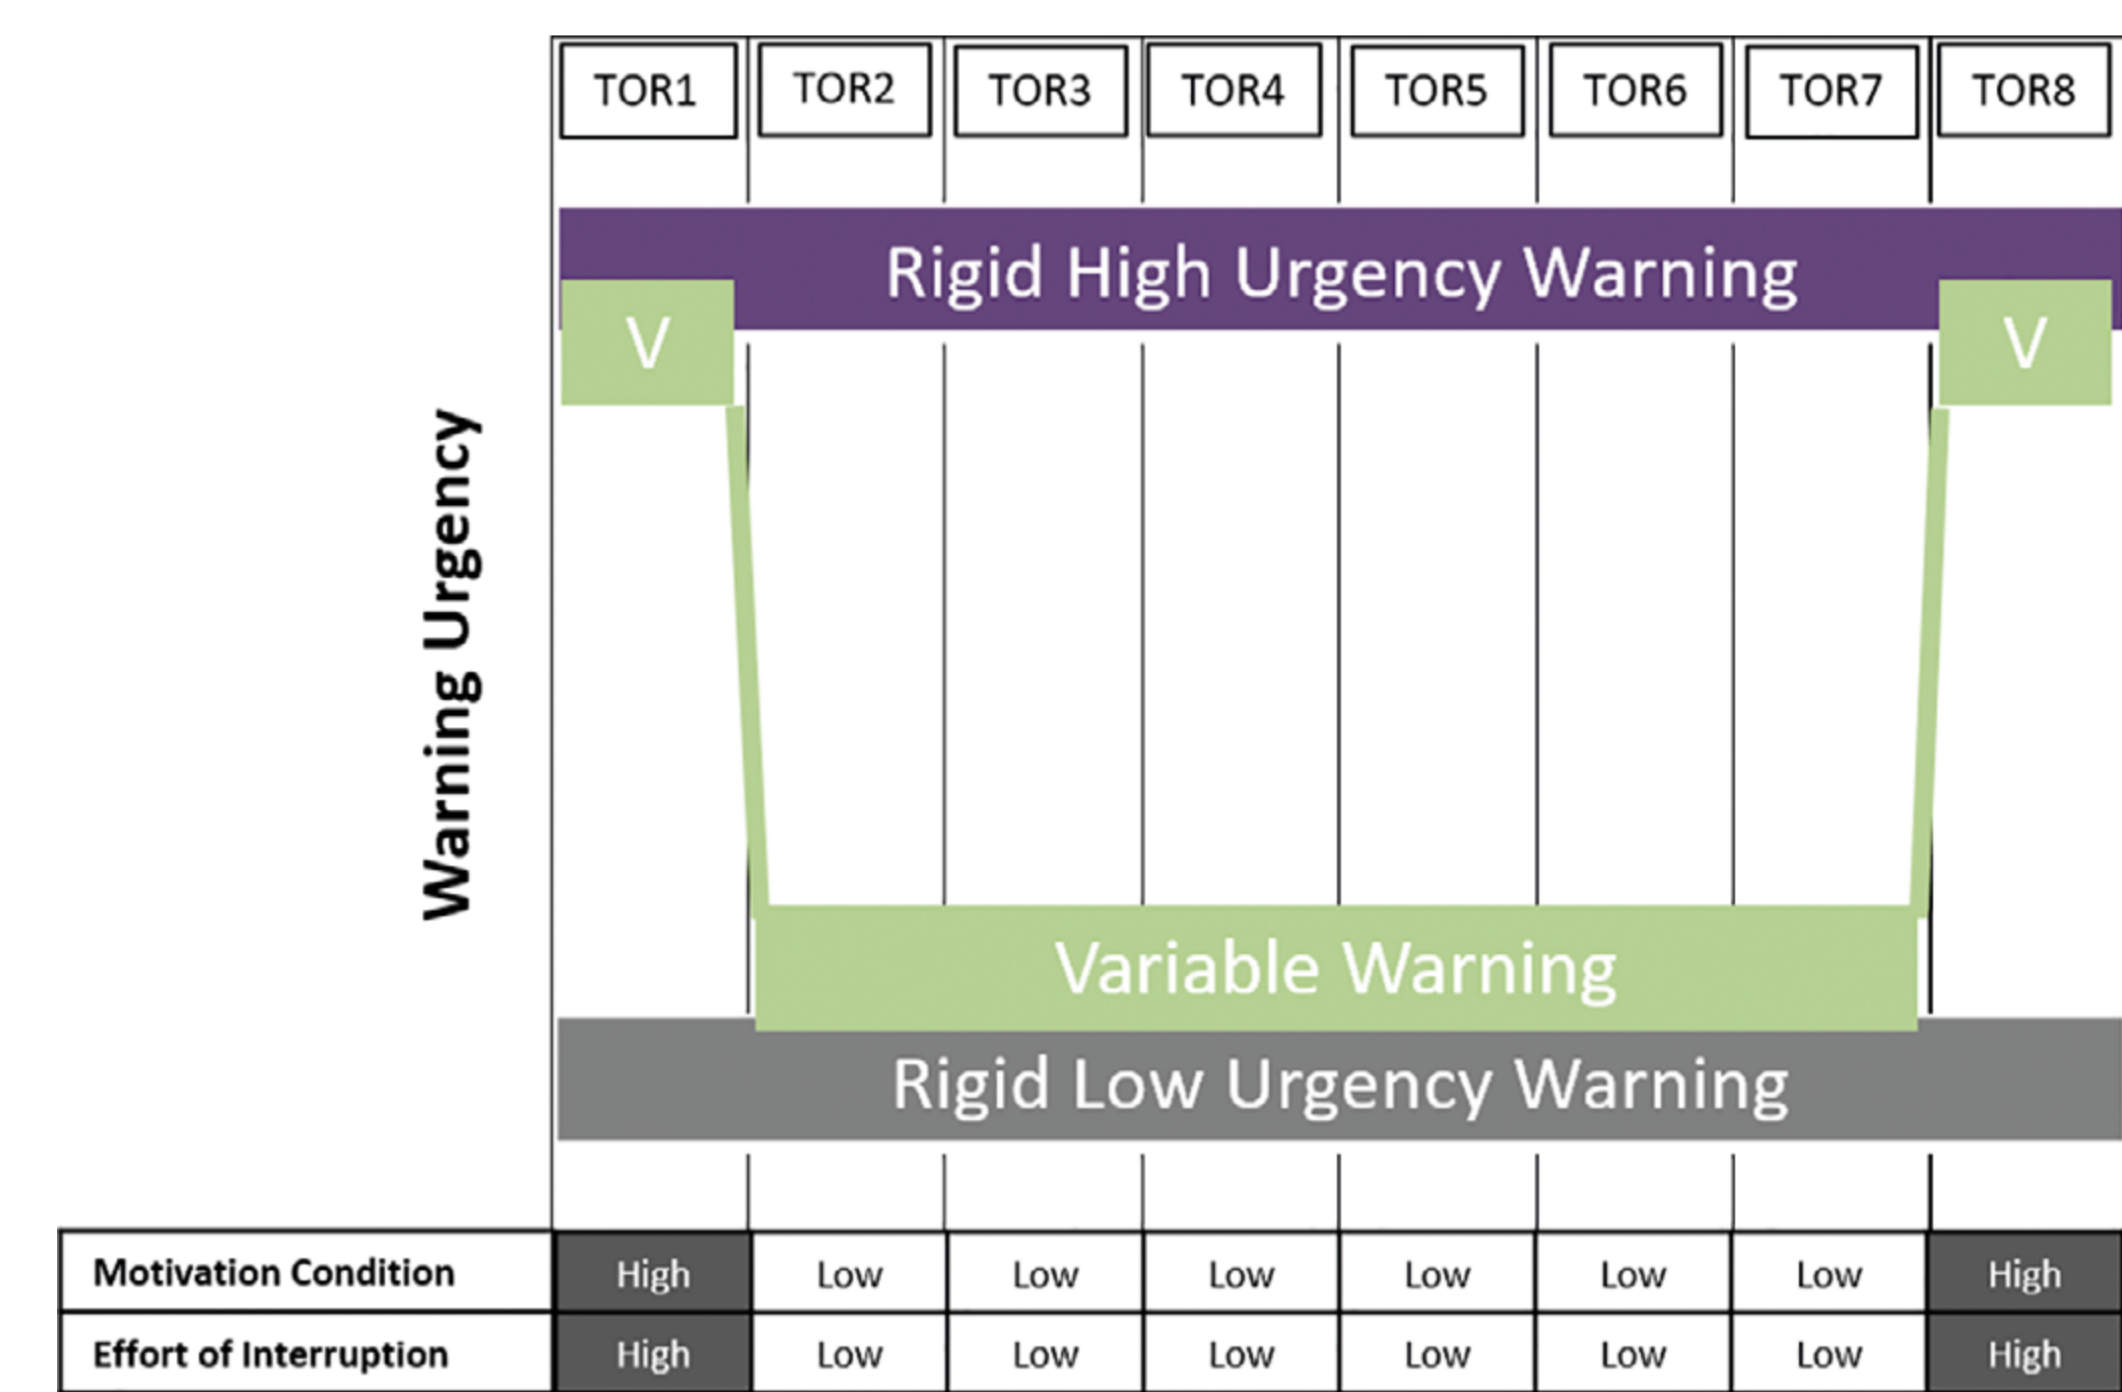 TOR1 TOR2 TOR3 TOR4 TOR5 TOR6 TOR7 TOR8
Rigid High Urgency Warning
V V
Warning Urgency
Variable Warning
Rigid Low Urgency Warning
Motivation Condition High Low Low Low Low Low Low High
Effort of Interruption High Low Low Low Low Low Low High